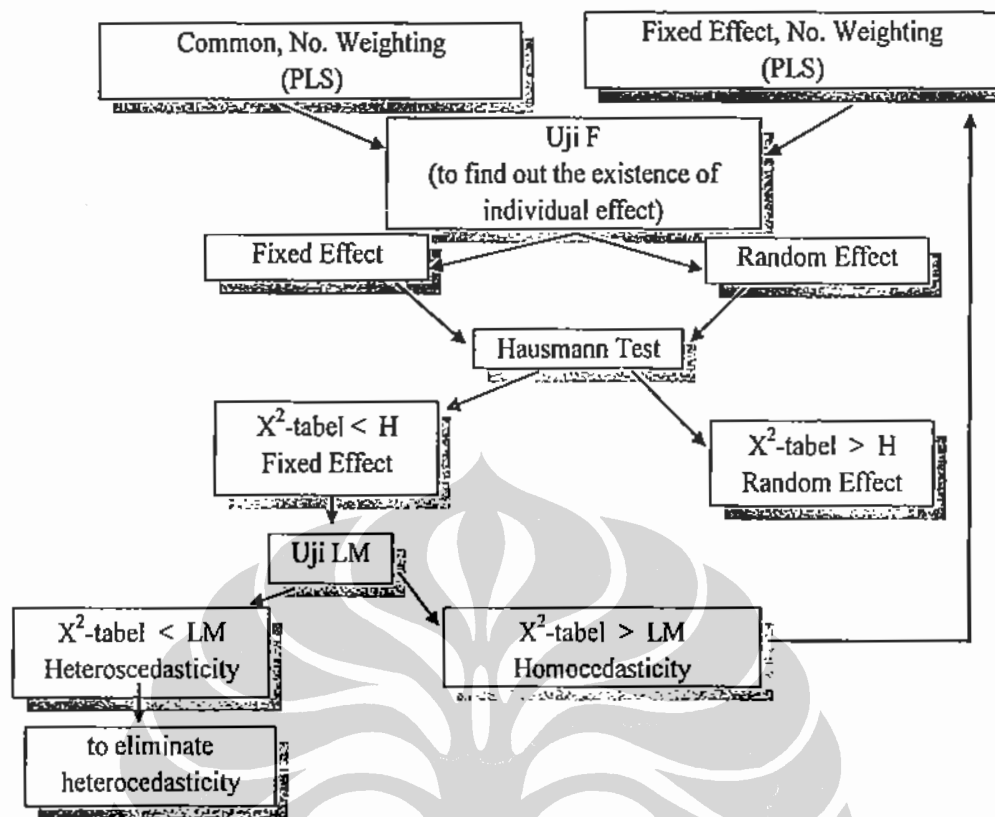 Common, No. Weighting
(PLS)
Fixed Effect, No. Weighting
(PLS)
Uji F
(to find out the existence of
individual effect)
Fixed Effect
Random Effect
Hausmann Test
X²-tabel < H
Fixed Effect
X²-tabel > H
Random Effect
Uji LM
X²-tabel < LM
Heteroscedasticity
X²-tabel > LM
Homocedasticity
to eliminate
heterocedasticity